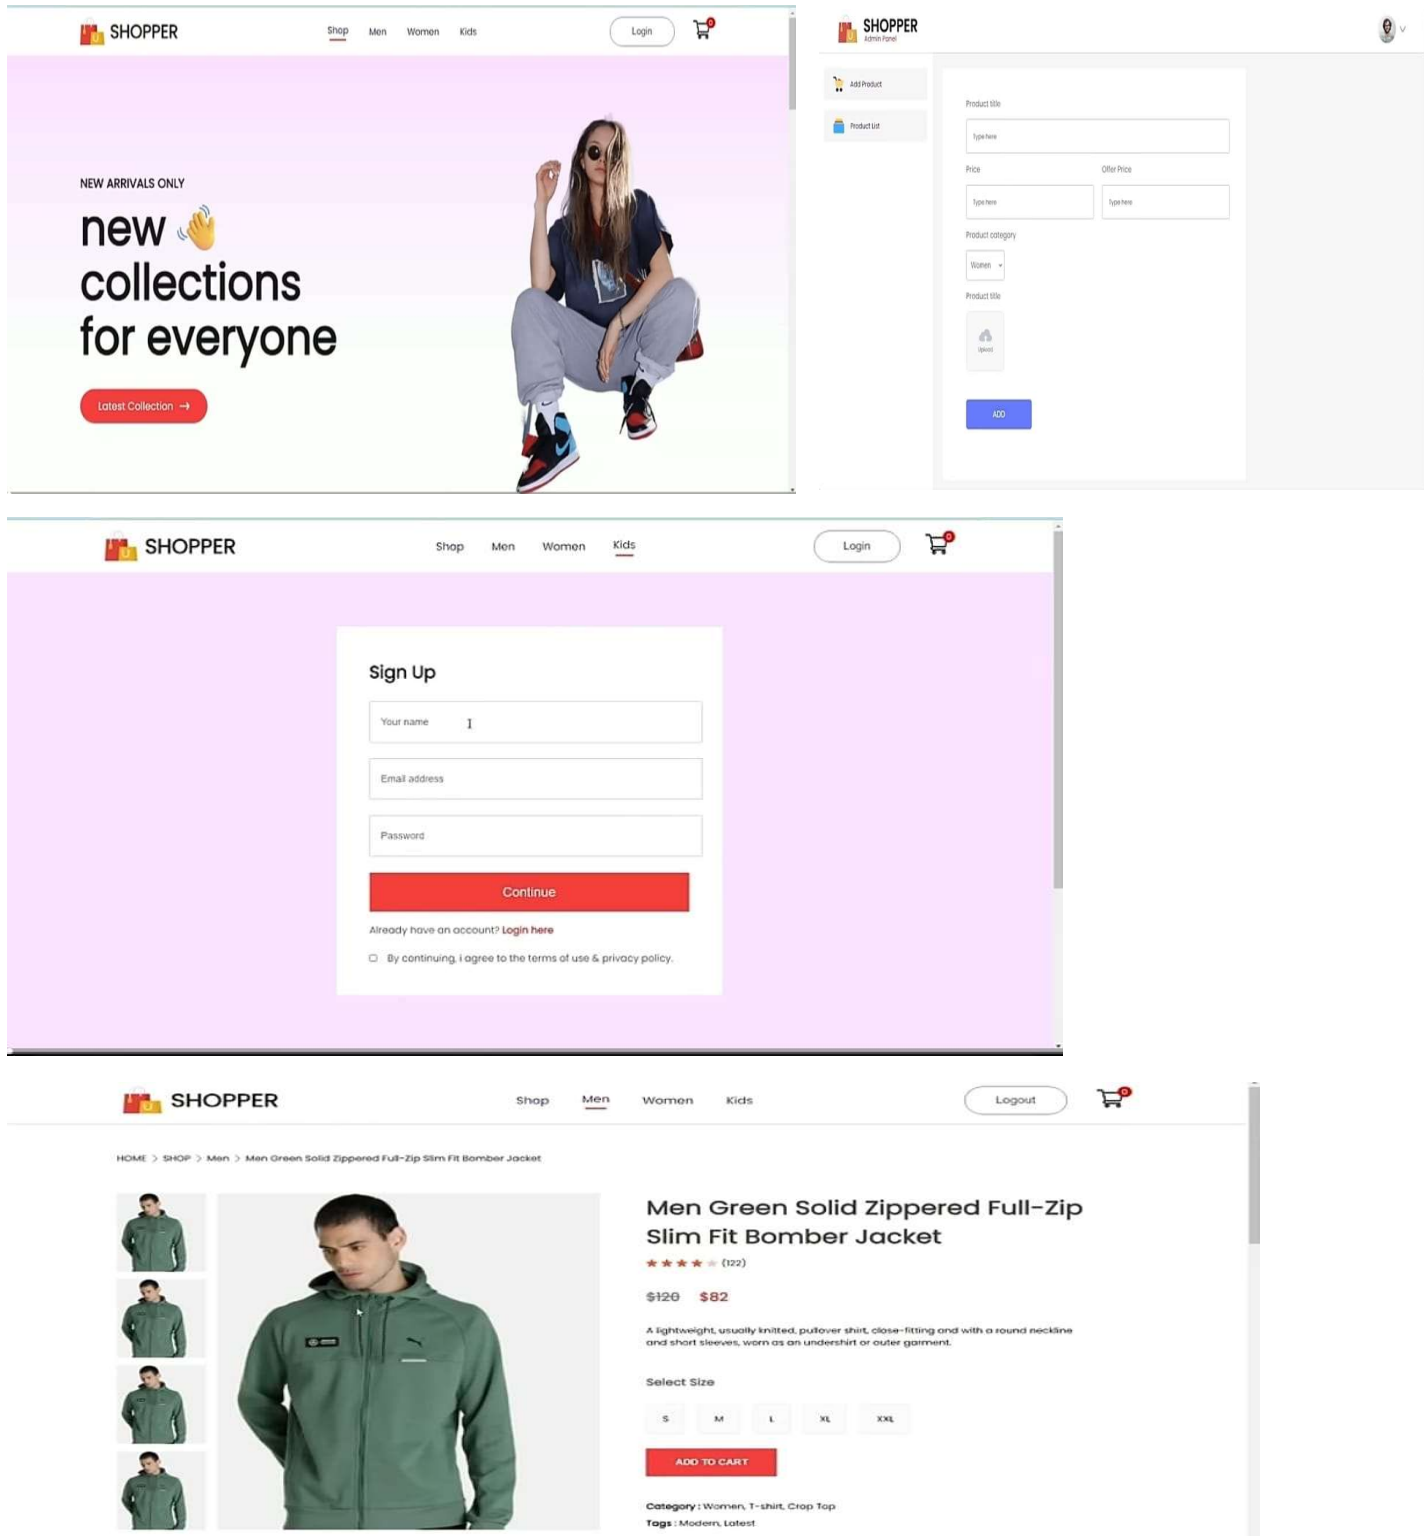 SHOPPER
Shop Men Women Kids
Login
0
NEW ARRIVALS ONLY
new
collections
for everyone
Latest Collection →
SHOPPER
Admin Panel
Add Product
Product List
Product title
Type here
Price Offer Price
Type here Type here
Product category
Women
Product title
Upload
ADD
SHOPPER
Shop Men Women Kids
Login
0
Sign Up
Your name
Email address
Password
Continue
Already have an account? Login here
By continuing, i agree to the terms of use & privacy policy.
SHOPPER
Shop Men Women Kids
Logout
0
HOME > SHOP > Men > Men Green Solid Zippered Full-Zip Slim Fit Bomber Jacket
Men Green Solid Zippered Full-Zip
Slim Fit Bomber Jacket
(122)
$120 $82
A lightweight, usually knitted, pullover shirt, close-fitting and with a round neckline
and short sleeves, worn as an undershirt or outer garment.
Select Size
S M L XL XXL
ADD TO CART
Category : Women, T-shirt, Crop Top
Tags : Modern, Latest